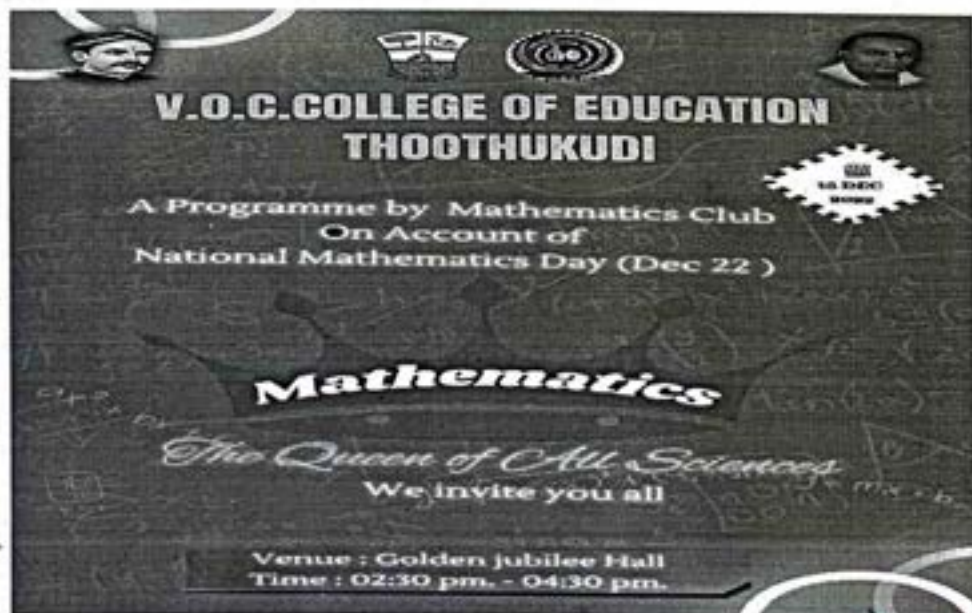 V.O.C.COLLEGE OF EDUCATION
THOOTHUKUDI
DEC
A Programme by Mathematics Club
On Account of
National Mathematics Day (Dec 22 )
Mathematics
The Queen of All Sciences
We invite you all
Venue : Golden jubilee Hall
Time : 02:30 pm. - 04:30 pm.